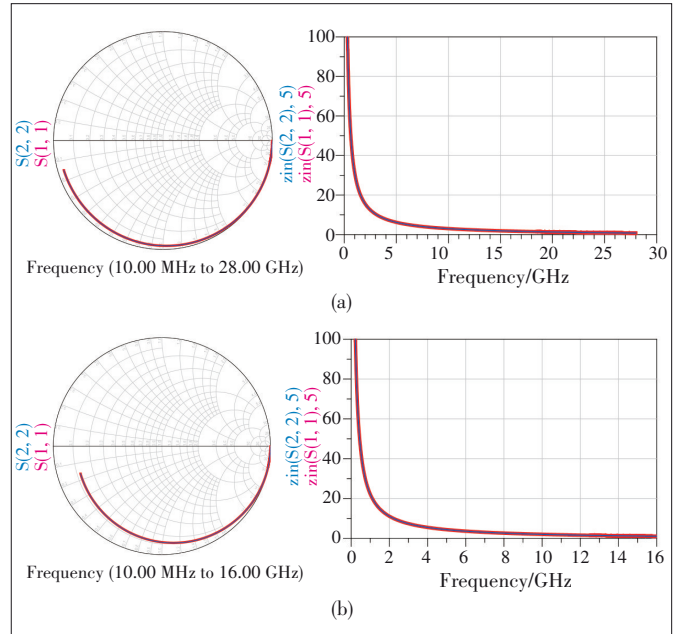 S(2, 2)
S(1, 1)
Frequency (10.00 MHz to 28.00 GHz)
zin(S(2, 2), 5)
zin(S(1, 1), 5)
100
80
60
40
20
0
0 5 10 15 20 25 30
Frequency/GHz
(a)
S(2, 2)
S(1, 1)
Frequency (10.00 MHz to 16.00 GHz)
zin(S(2, 2), 5)
zin(S(1, 1), 5)
100
80
60
40
20
0
0 2 4 6 8 10 12 14 16
Frequency/GHz
(b)